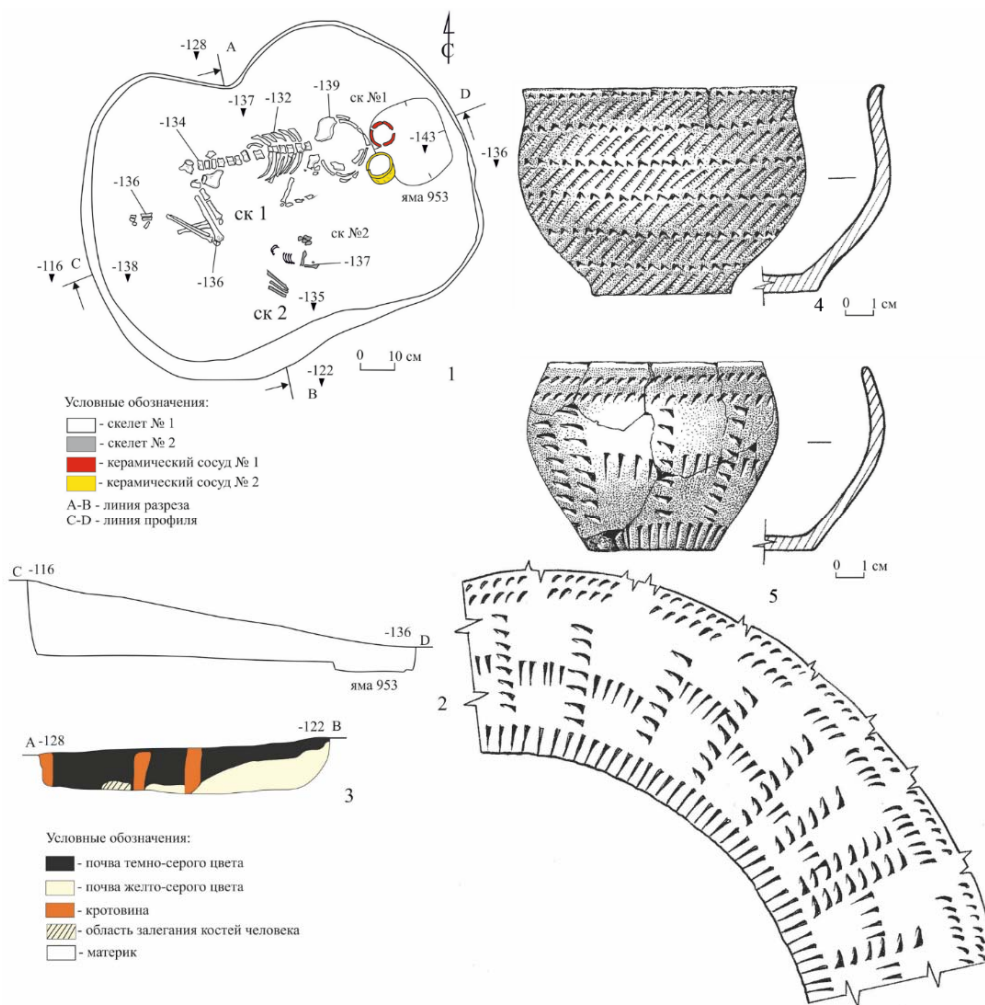 -128
A
С
-137
-132
-139
ск №1
D
-134
-143
-136
яма 953
-136
ск 1
ск №2
-137
-116
C
-138
-136
ск 2
-135
0 10 см
-122
B
1
Условные обозначения:
- скелет № 1
- скелет № 2
- керамический сосуд № 1
- керамический сосуд № 2
А-В - линия разреза
C-D - линия профиля
4
0 1 см
0 1 см
5
C -116
-136 D
яма 953
2
A -128
-122 B
3
Условные обозначения:
- почва темно-серого цвета
- почва желто-серого цвета
- кротовина
- область залегания костей человека
- материк